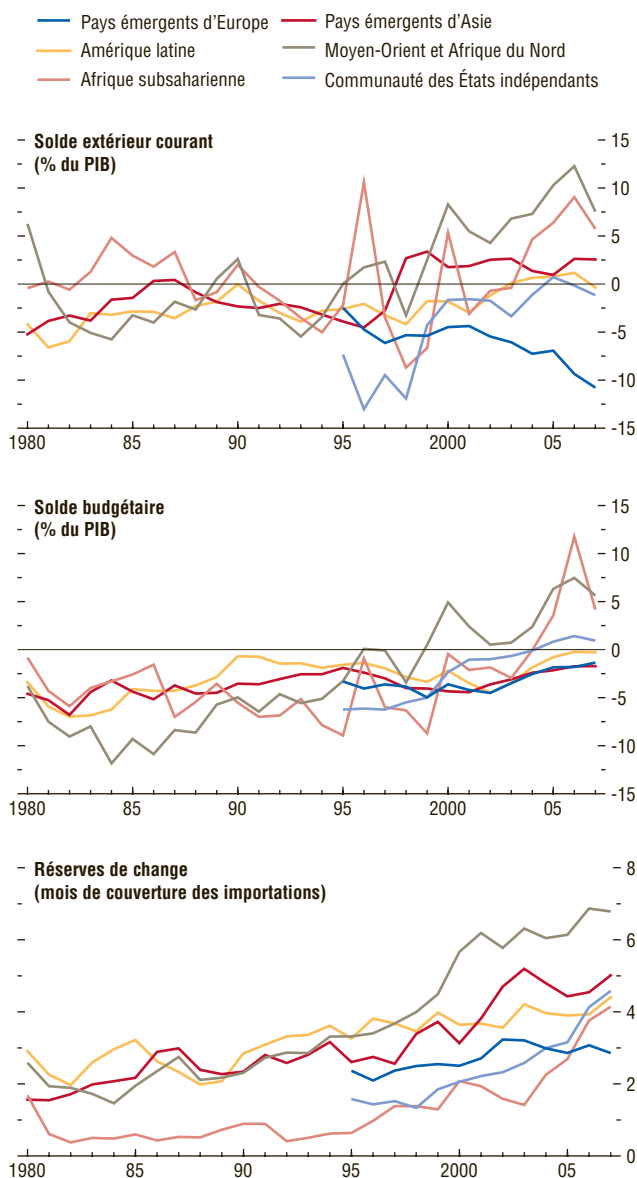 Pays émergents d’Europe
Pays émergents d’Asie
Amérique latine
Moyen-Orient et Afrique du Nord
Afrique subsaharienne
Communauté des États indépendants
Solde extérieur courant
(% du PIB)
15
10
5
0
-5
-10
-15
1980 85 90 95 2000 05
Solde budgétaire
(% du PIB)
15
10
5
0
-5
-10
-15
1980 85 90 95 2000 05
Réserves de change
(mois de couverture des importations)
8
6
4
2
0
1980 85 90 95 2000 05